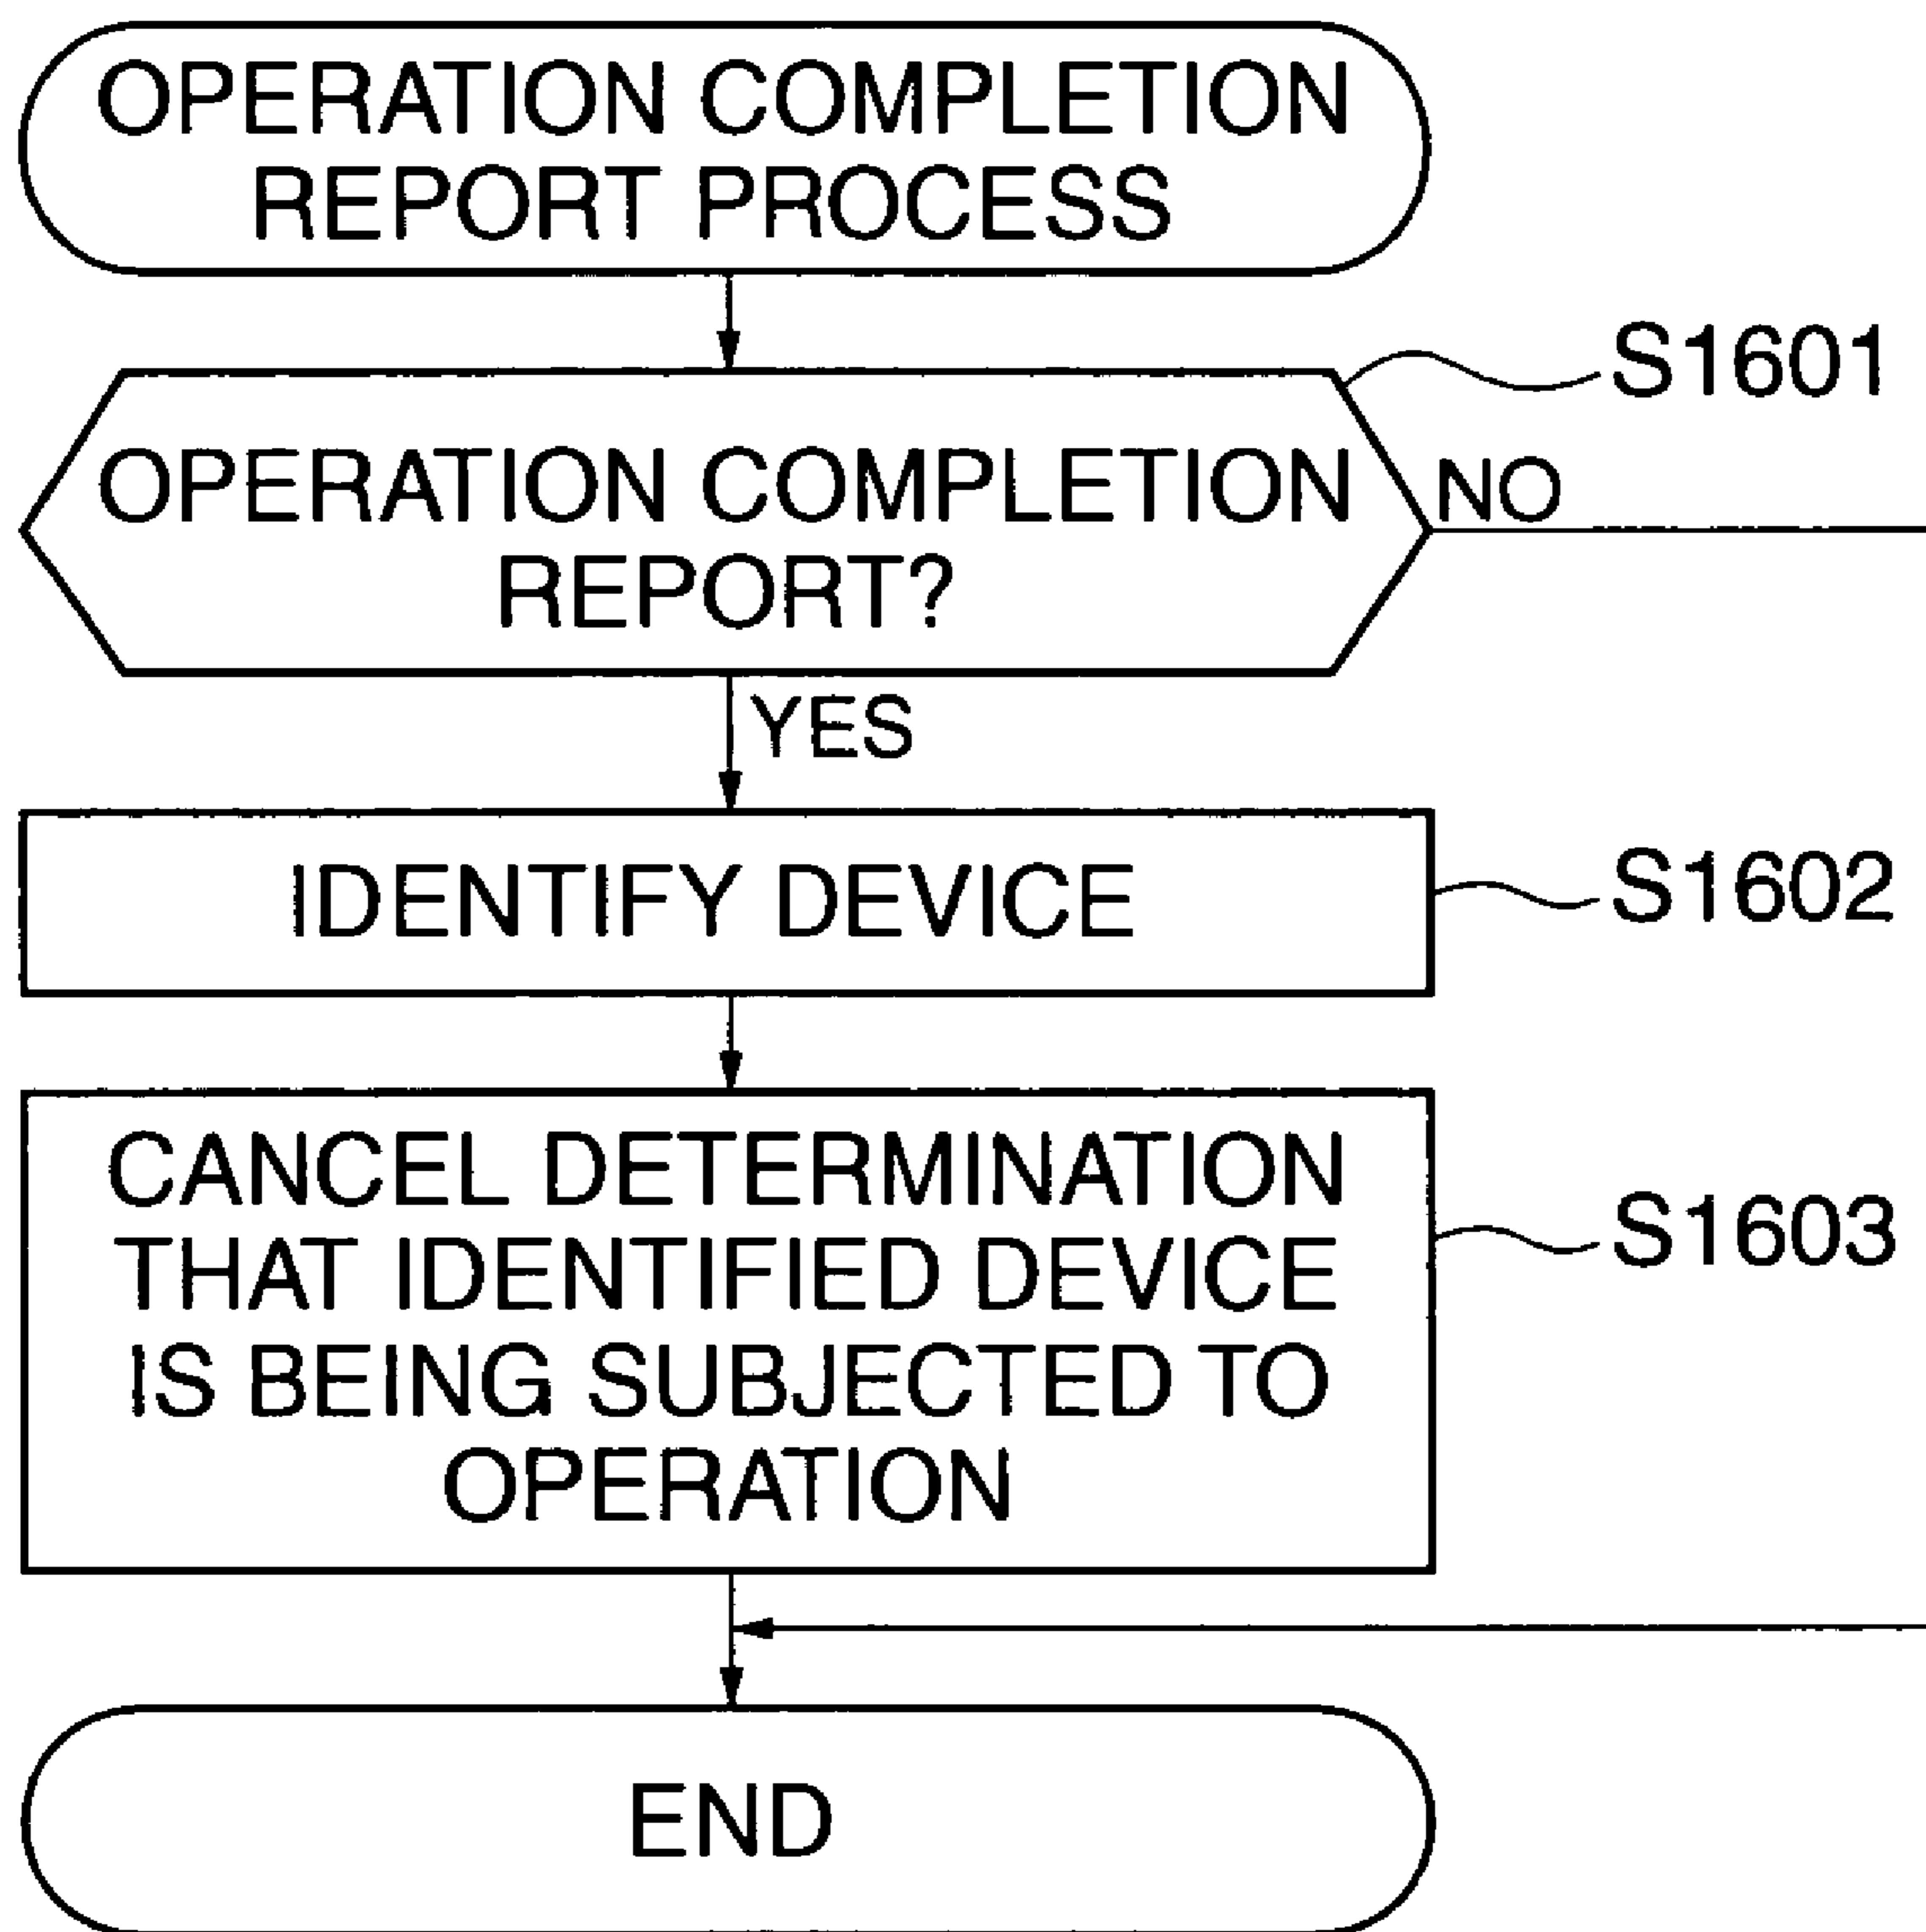 OPERATION COMPLETION
REPORT PROCESS
S1601
OPERATION COMPLETION
REPORT?
NO
YES
IDENTIFY DEVICE
S1602
CANCEL DETERMINATION
THAT IDENTIFIED DEVICE
IS BEING SUBJECTED TO
OPERATION
S1603
END